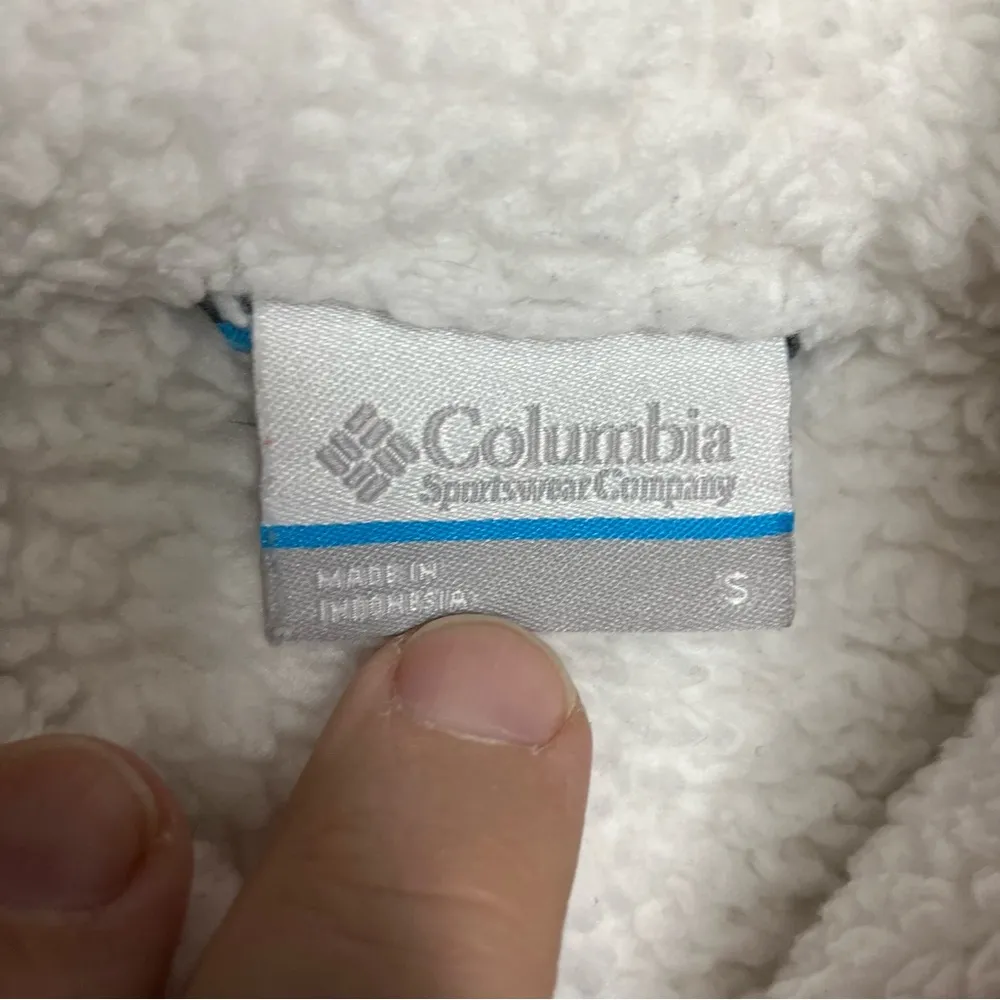 Columbia
Sportswear Company
MADE IN
INDONESIA
S